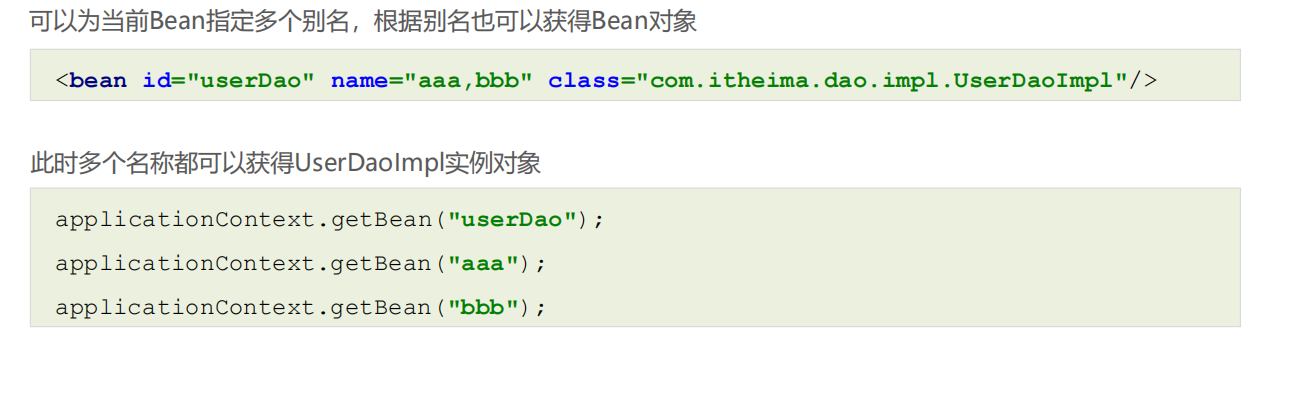 可以为当前Bean指定多个别名，根据别名也可以获得Bean对象
<bean id="userDao" name="aaa,bbb" class="com.itheima.dao.impl.UserDaoImpl"/>
此时多个名称都可以获得UserDaoImpl实例对象
applicationContext.getBean("userDao");
applicationContext.getBean("aaa");
applicationContext.getBean("bbb");